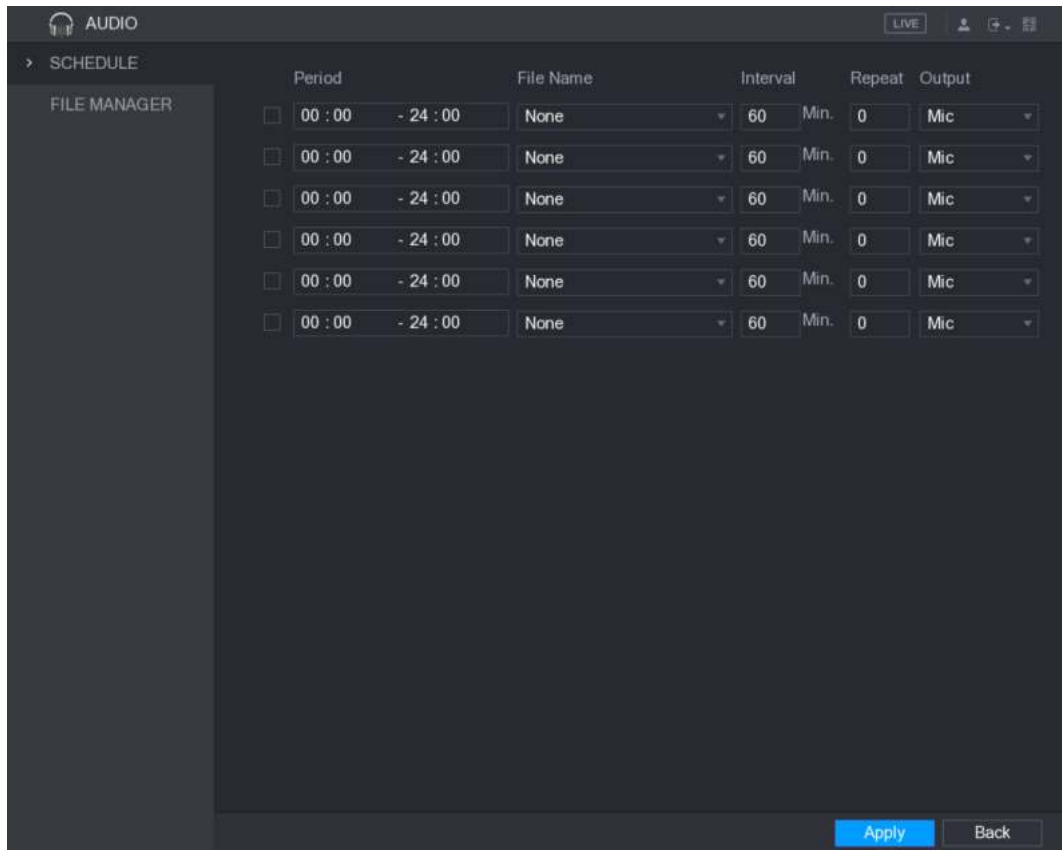 AUDIO LIVE
SCHEDULE
FILE MANAGER
Period File Name Interval Repeat Output
00 : 00 - 24 : 00 None 60 Min. 0 Mic
00 : 00 - 24 : 00 None 60 Min. 0 Mic
00 : 00 - 24 : 00 None 60 Min. 0 Mic
00 : 00 - 24 : 00 None 60 Min. 0 Mic
00 : 00 - 24 : 00 None 60 Min. 0 Mic
00 : 00 - 24 : 00 None 60 Min. 0 Mic
Apply Back